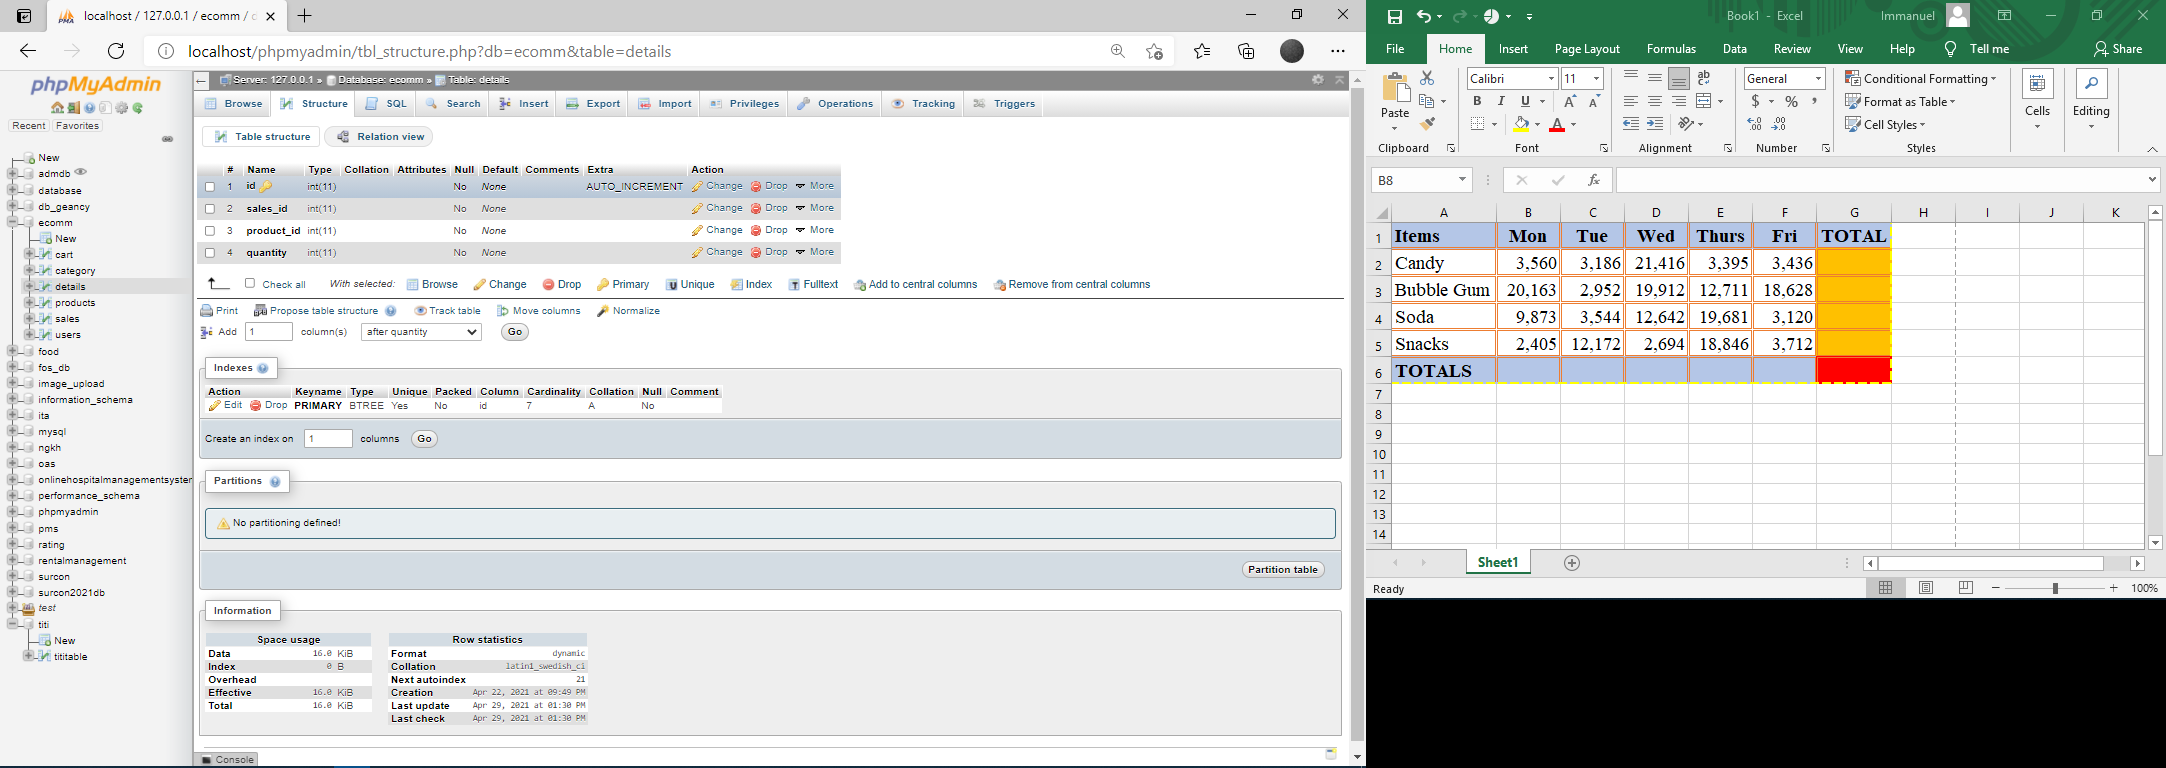 localhost / 127.0.0.1 / ecomm / d
localhost/phpmyadmin/tbl_structure.php?db=ecomm&table=details
phpMyAdmin
Recent Favorites
New
admdb
database
db_geancy
ecomm
New
cart
category
details
products
sales
users
food
fos_db
image_upload
information_schema
ita
mysql
ngkh
oas
onlinehospitalmanagementsyster
performance_schema
phpmyadmin
pms
rating
rentalmanagement
surcon
surcon2021db
test
titi
New
tititable
Server: 127.0.0.1 » Database: ecomm » Table: details
Browse Structure SQL Search Insert Export Import Privileges Operations Tracking Triggers
Table structure Relation view
# Name Type Collation Attributes Null Default Comments Extra Action
1 id int(11) No None AUTO_INCREMENT Change Drop More
2 sales_id int(11) No None Change Drop More
3 product_id int(11) No None Change Drop More
4 quantity int(11) No None Change Drop More
Check all With selected: Browse Change Drop Primary Unique Index Fulltext Add to central columns Remove from central columns
Print Propose table structure Track table Move columns Normalize
Add 1 column(s) after quantity Go
Indexes
Action Keyname Type Unique Packed Column Cardinality Collation Null Comment
Edit Drop PRIMARY BTREE Yes No id 7 A No
Create an index on 1 columns Go
Partitions
No partitioning defined!
Partition table
Information
Space usage
Data 16.0 KiB
Index 0 B
Overhead
Effective 16.0 KiB
Total 16.0 KiB
Row statistics
Format dynamic
Collation latin1_swedish_ci
Next autoindex 21
Creation Apr 22, 2021 at 09:49 PM
Last update Apr 29, 2021 at 01:30 PM
Last check Apr 29, 2021 at 01:30 PM
Console
Book1 - Excel Immanuel
File Home Insert Page Layout Formulas Data Review View Help Tell me Share
Paste
Clipboard
Calibri 11
B I U A A
Font
ab
Alignment
General
$ % ,
Number
Conditional Formatting
Format as Table
Cell Styles
Styles
Cells
Editing
B8 fx
A B C D E F G H I J K
1 Items Mon Tue Wed Thurs Fri TOTAL
2 Candy 3,560 3,186 21,416 3,395 3,436
3 Bubble Gum 20,163 2,952 19,912 12,711 18,628
4 Soda 9,873 3,544 12,642 19,681 3,120
5 Snacks 2,405 12,172 2,694 18,846 3,712
6 TOTALS
7
8
9
10
11
12
13
14
Sheet1
Ready 100%